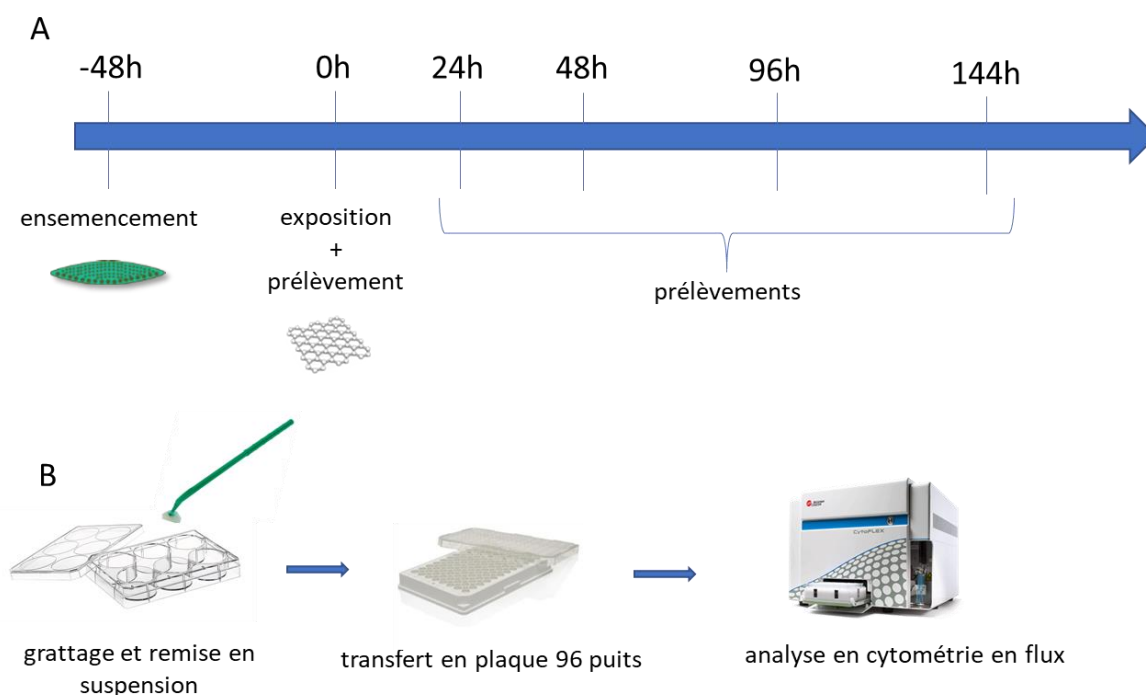 A
-48h 0h 24h 48h 96h 144h
ensemencement
exposition
+
prélèvement
prélèvements
B
CytoFLEX
grattage et remise en
suspension
transfert en plaque 96 puits
analyse en cytométrie en flux